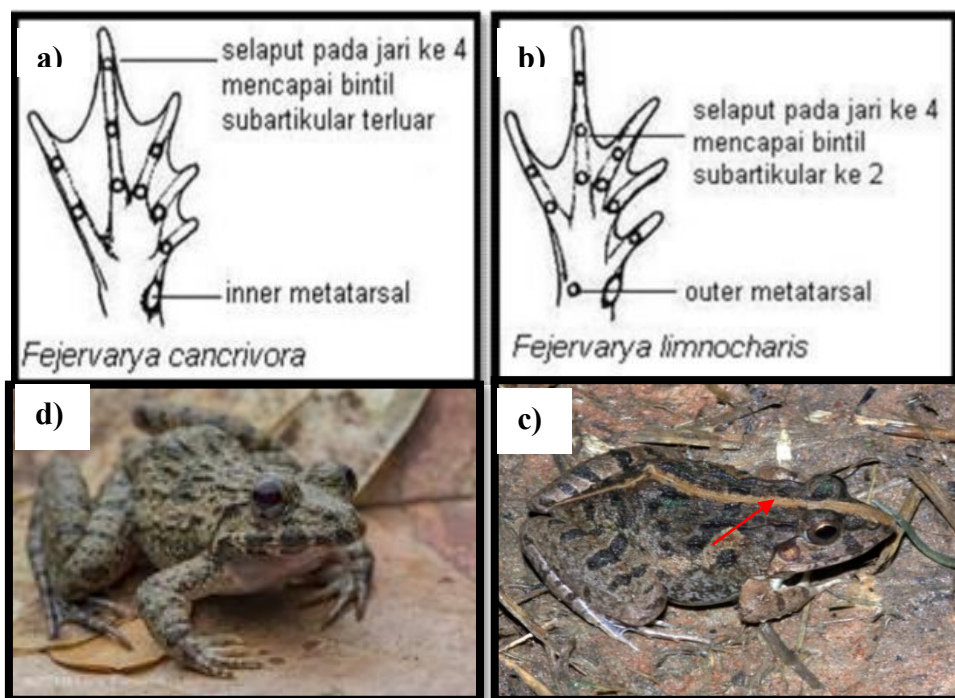 a)
selaput pada jari ke 4
mencapai bintil
subartikular terluar
inner metatarsal
Fejervarya cancrivora
b)
selaput pada jari ke 4
mencapai bintil
subartikular ke 2
outer metatarsal
Fejervarya limnocharis
d)
c)